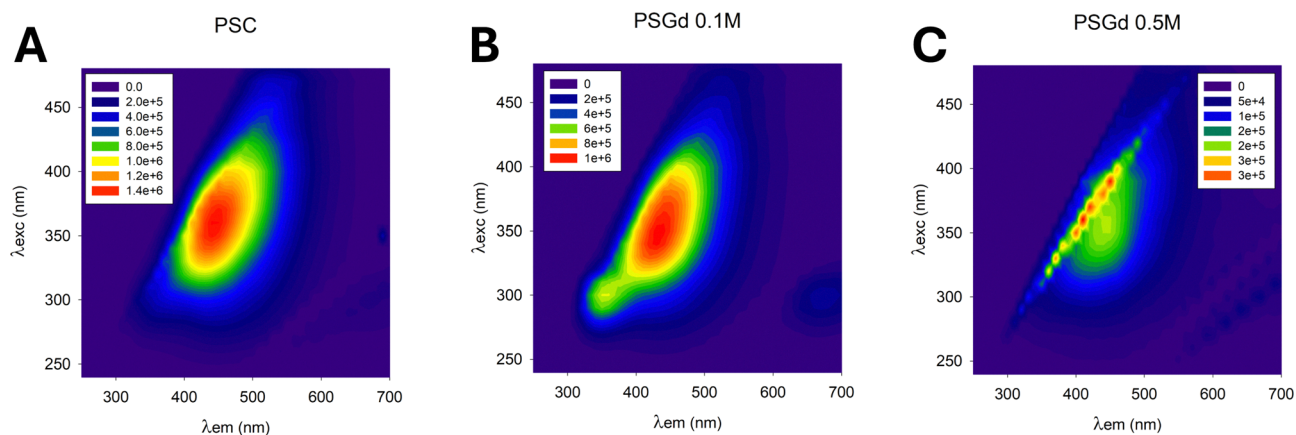 A
PSC
λexc (nm)
450
400
350
300
250
0.0
2.0e+5
4.0e+5
6.0e+5
8.0e+5
1.0e+6
1.2e+6
1.4e+6
300
400
500
600
700
λem (nm)
B
PSGd 0.1M
λexc (nm)
450
400
350
300
250
0
2e+5
4e+5
6e+5
8e+5
1e+6
300
400
500
600
700
λem (nm)
C
PSGd 0.5M
λexc (nm)
450
400
350
300
250
0
5e+4
1e+5
2e+5
2e+5
3e+5
3e+5
300
400
500
600
700
λem (nm)